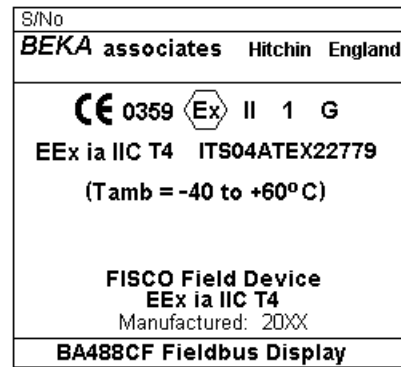 S/No
BEKA associates Hitchin England
CE 0359 Ex II 1 G
EEx ia IIC T4 ITS04ATEX22779
(Tamb = -40 to +60º C)
FISCO Field Device
EEx ia IIC T4
Manufactured: 20XX
BA488CF Fieldbus Display